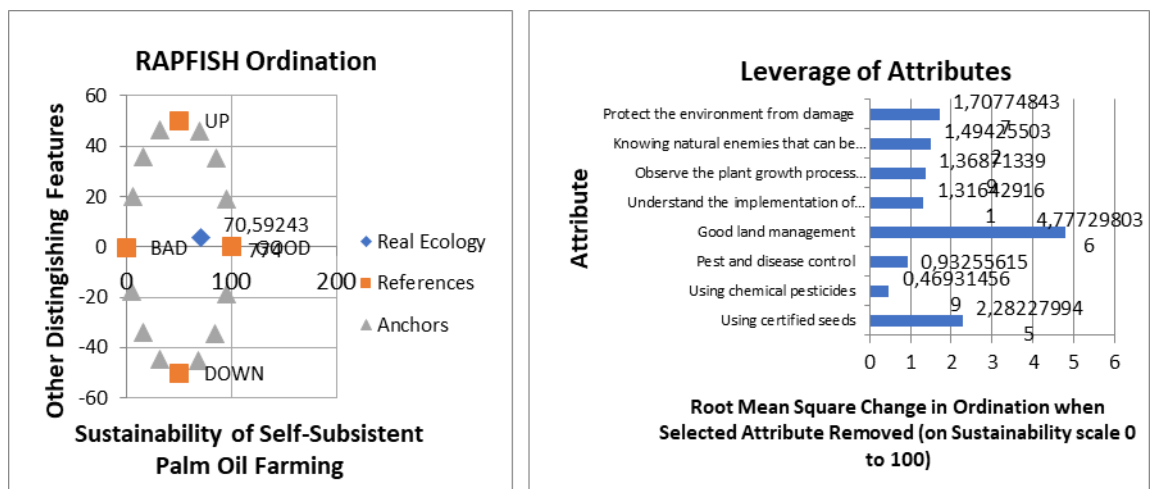 RAPFISH Ordination
Other Distingishing Features
60
40
20
0
-20
-40
-60
UP
70,59243
774
BAD
GOOD
0
100
200
DOWN
Real Ecology
References
Anchors
Sustainability of Self-Subsistent
Palm Oil Farming
Leverage of Attributes
Attribute
Protect the environment from damage
1,70774843
7
Knowing natural enemies that can be...
1,49425503
2
Observe the plant growth process...
1,36871339
9
Understand the implementation of...
1,31642916
1
Good land management
4,77729803
6
Pest and disease control
0,93255615
Using chemical pesticides
0,46931456
9
Using certified seeds
2,28227994
5
0 1 2 3 4 5 6
Root Mean Square Change in Ordination when
Selected Attribute Removed (on Sustainability scale 0
to 100)